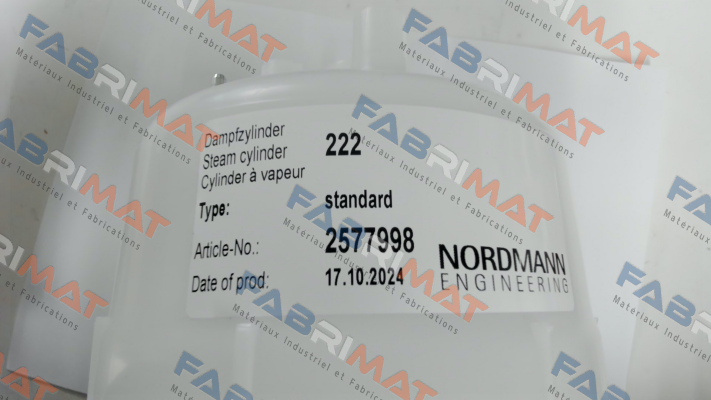 Dampfzylinder
Steam cylinder 222
Cylinder à vapeur
Type: standard
Article-No.: 2577998
Date of prod: 17.10.2024
NORDMANN
ENGINEERING
FABRIMAT
Materiaux Industriel et Fabrications